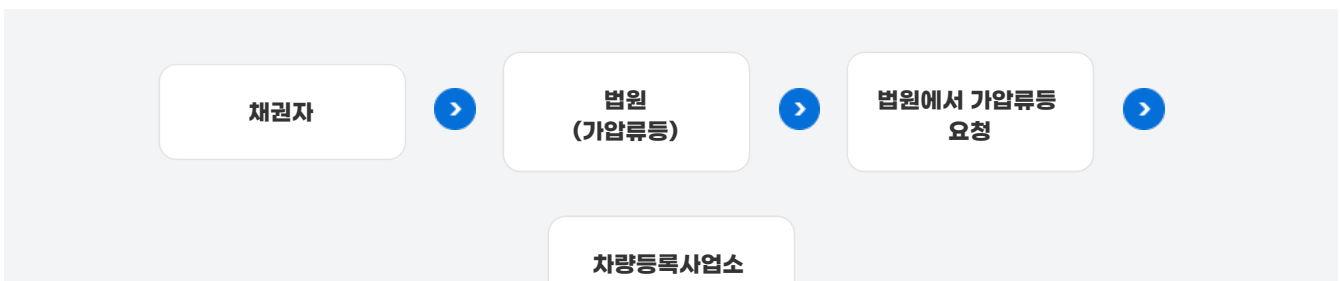 채권자
법원
(가압류등)
법원에서 가압류등
요청
차량등록사업소